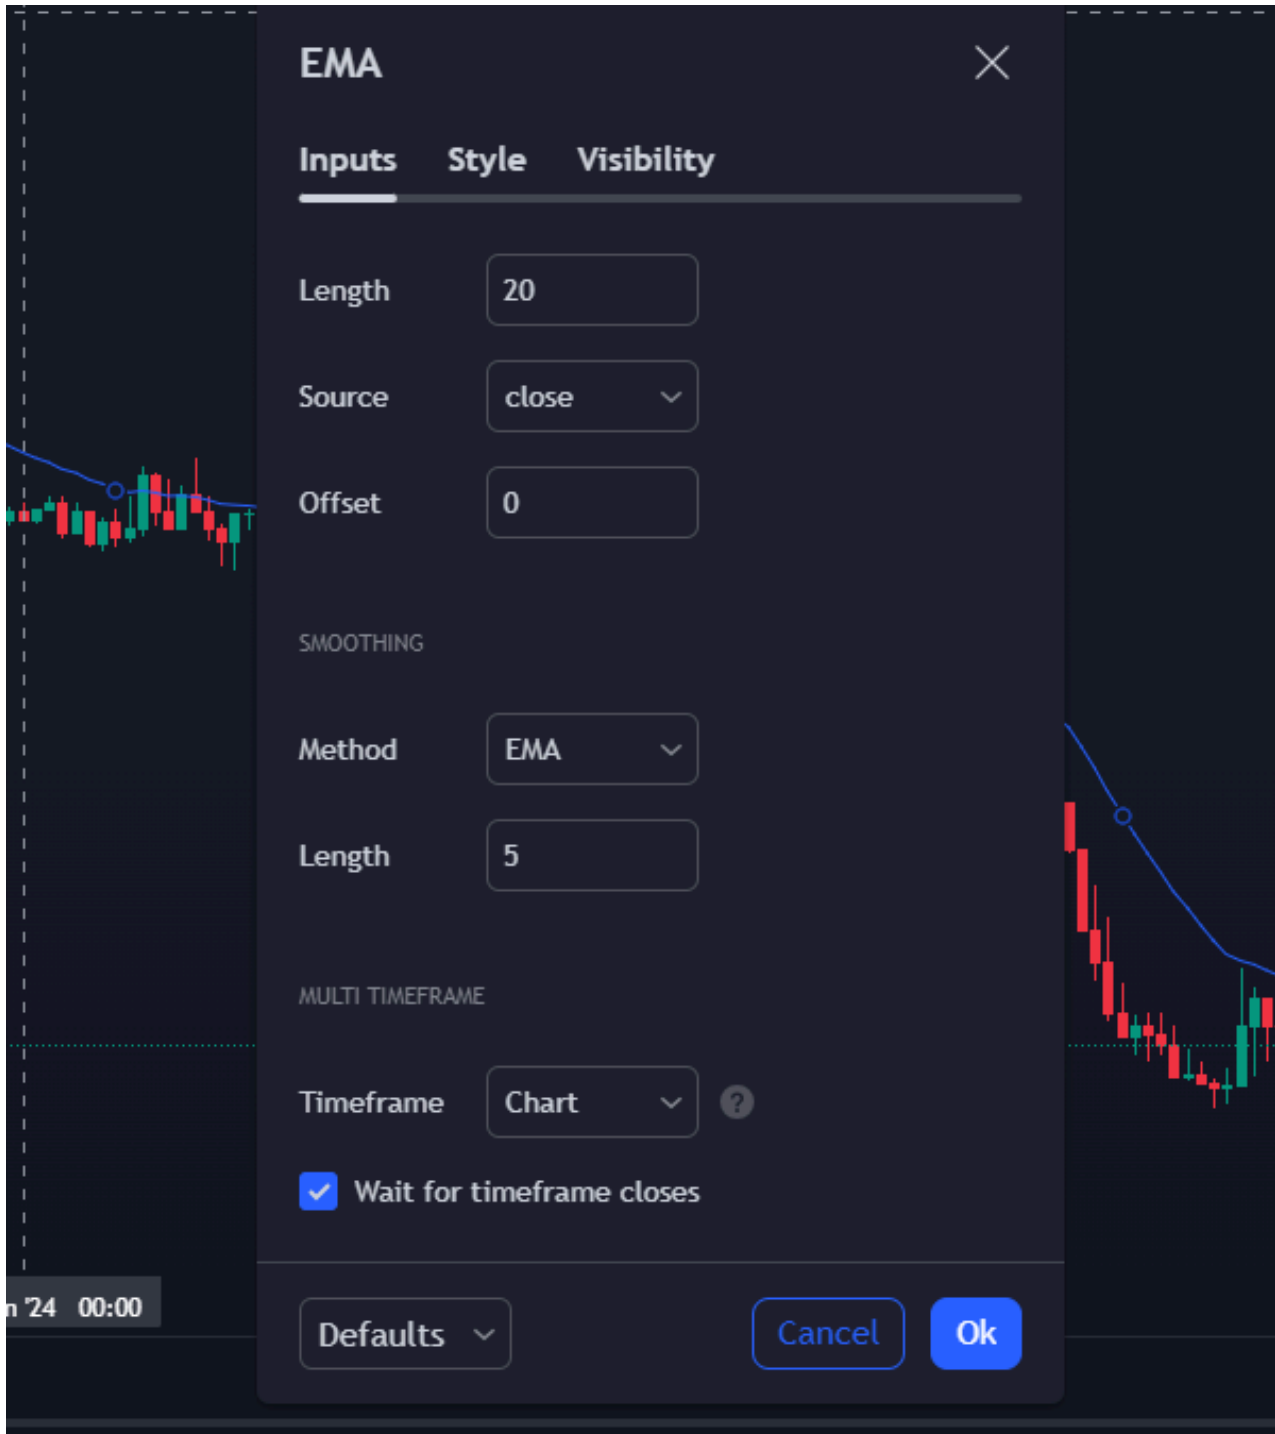 EMA
Inputs Style Visibility
Length 20
Source close
Offset 0
SMOOTHING
Method EMA
Length 5
MULTI TIMEFRAME
Timeframe Chart ?
Wait for timeframe closes
'24 00:00
Defaults Cancel Ok